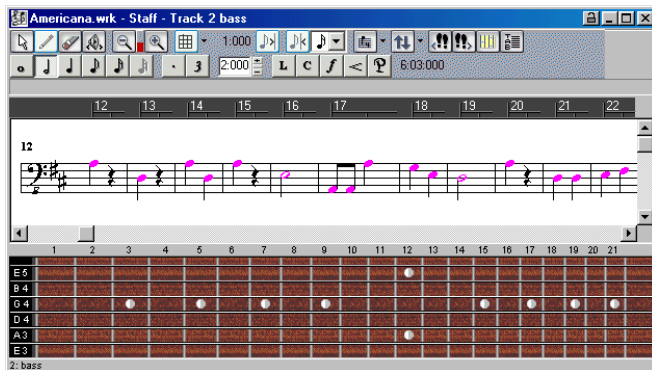 Americana.wrk - Staff - Track 2 bass
1:000
3 2:000 L C f < P 6:03:000
12 13 14 15 16 17 18 19 20 21 22
12
1 2 3 4 5 6 7 8 9 10 11 12 13 14 15 16 17 18 19 20 21
E5
B4
G4
D4
A3
E3
2: bass